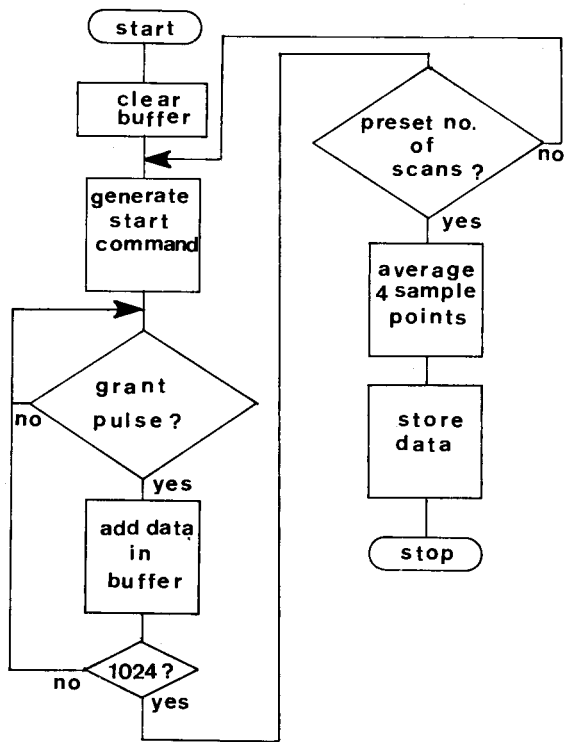 start
clear
buffer
generate
start
command
grant
pulse?
no
yes
add data
in
buffer
1024?
no
yes
preset no.
of
scans?
no
yes
average
4 sample
points
store
data
stop